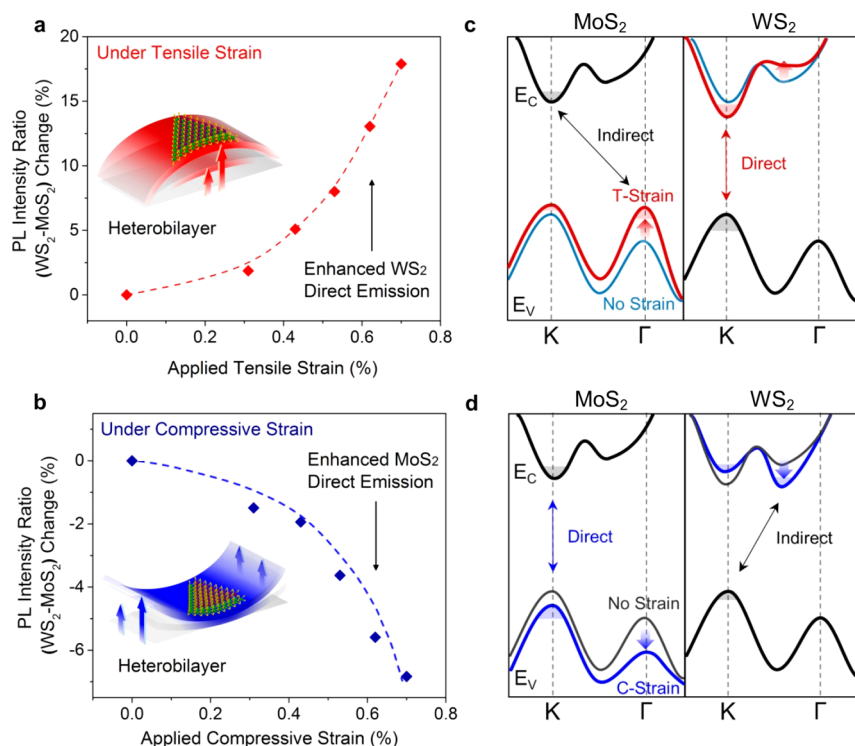 a
Under Tensile Strain
20
15
10
5
0
PL Intensity Ratio
(WS₂-MoS₂) Change (%)
Heterobilayer
Enhanced WS₂
Direct Emission
0.0 0.2 0.4 0.6 0.8
Applied Tensile Strain (%)
c
MoS₂ WS₂
E_C
Indirect
Direct
T-Strain
No Strain
E_V
K Γ K Γ
b
Under Compressive Strain
0
-2
-4
-6
PL Intensity Ratio
(WS₂-MoS₂) Change (%)
Enhanced MoS₂
Direct Emission
Heterobilayer
0.0 0.2 0.4 0.6 0.8
Applied Compressive Strain (%)
d
MoS₂ WS₂
E_C
Direct
Indirect
No Strain
C-Strain
E_V
K Γ K Γ